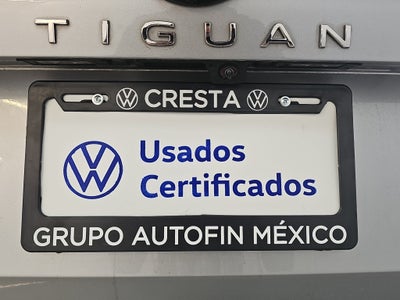 TIGUAN
CRESTA
Usados
Certificados
GRUPO AUTOFIN MÉXICO